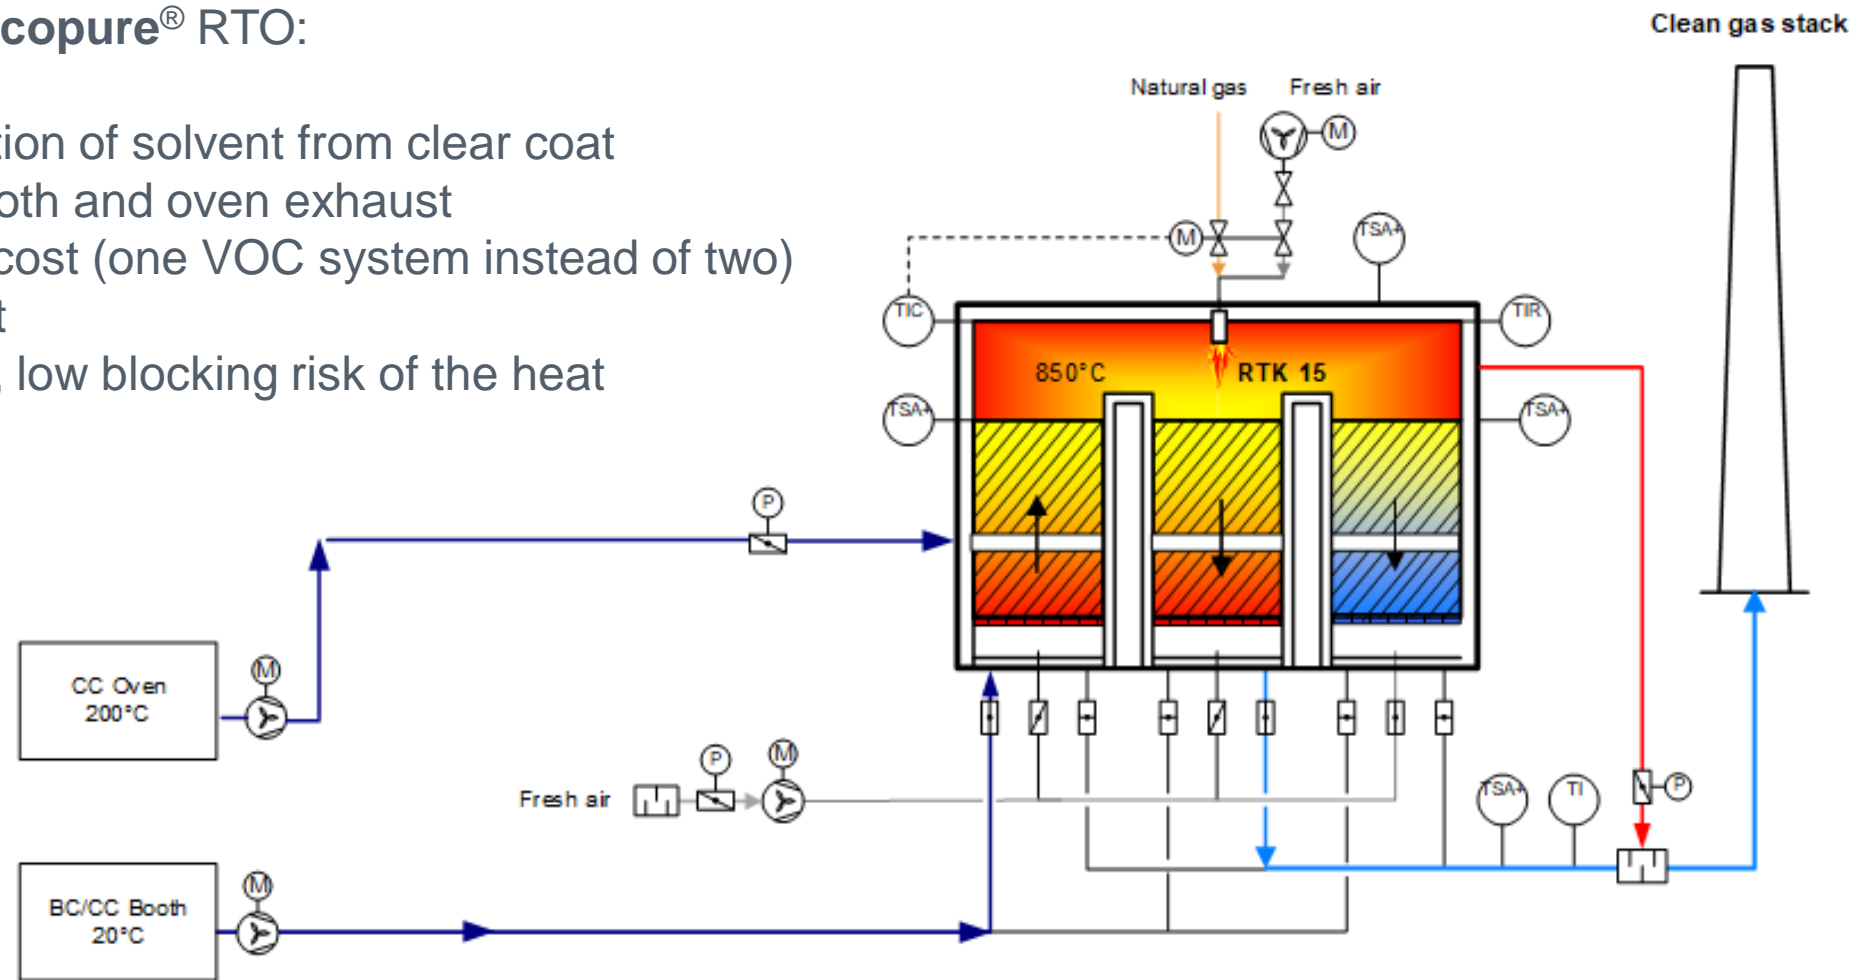 copure® RTO:
tion of solvent from clear coat
oth and oven exhaust
cost (one VOC system instead of two)
t
, low blocking risk of the heat
Clean gas stack
Natural gas
Fresh air
M
M
TSA+
TIC
TIR
850°C
RTK 15
TSA+
TSA+
P
CC Oven
200°C
M
Fresh air
P
M
TSA+
TI
P
BC/CC Booth
20°C
M